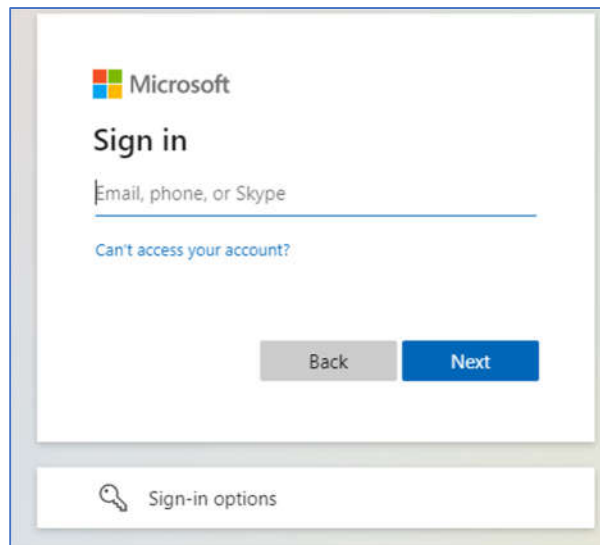 Microsoft
Sign in
Email, phone, or Skype
Can't access your account?
Back Next
Sign-in options